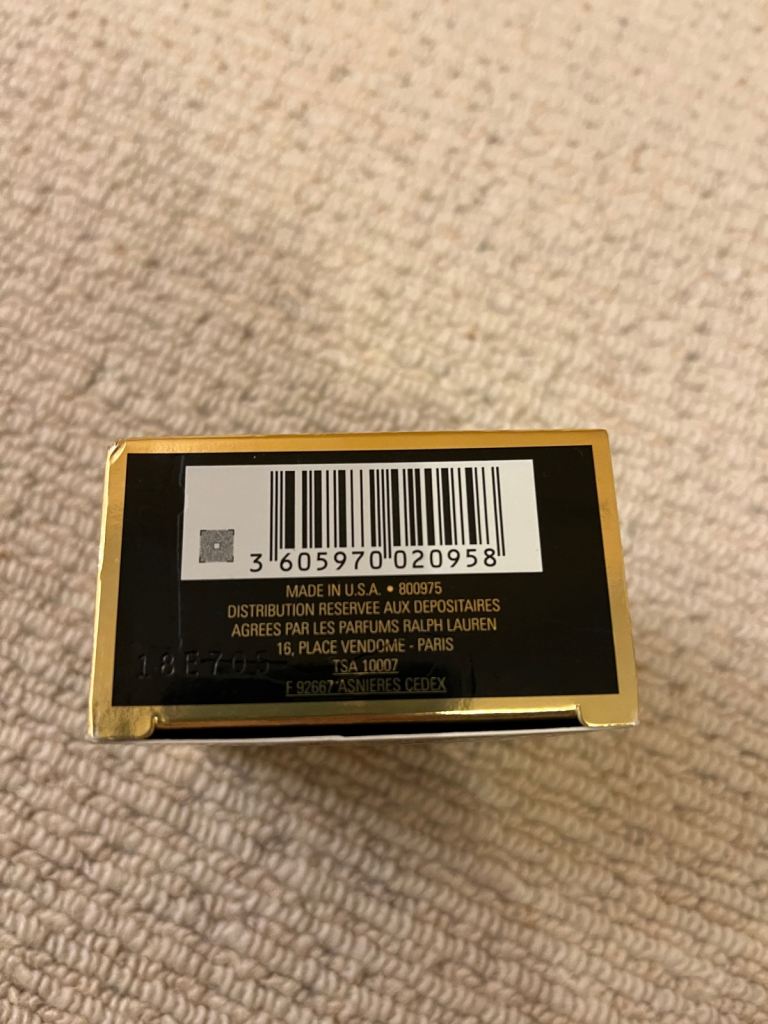 3 605970 020958
MADE IN U.S.A. • 800975
DISTRIBUTION RESERVEE AUX DEPOSITAIRES
AGREES PAR LES PARFUMS RALPH LAUREN
16, PLACE VENDOME - PARIS
18E705
TSA 10007
F 92667 ASNIERES CEDEX